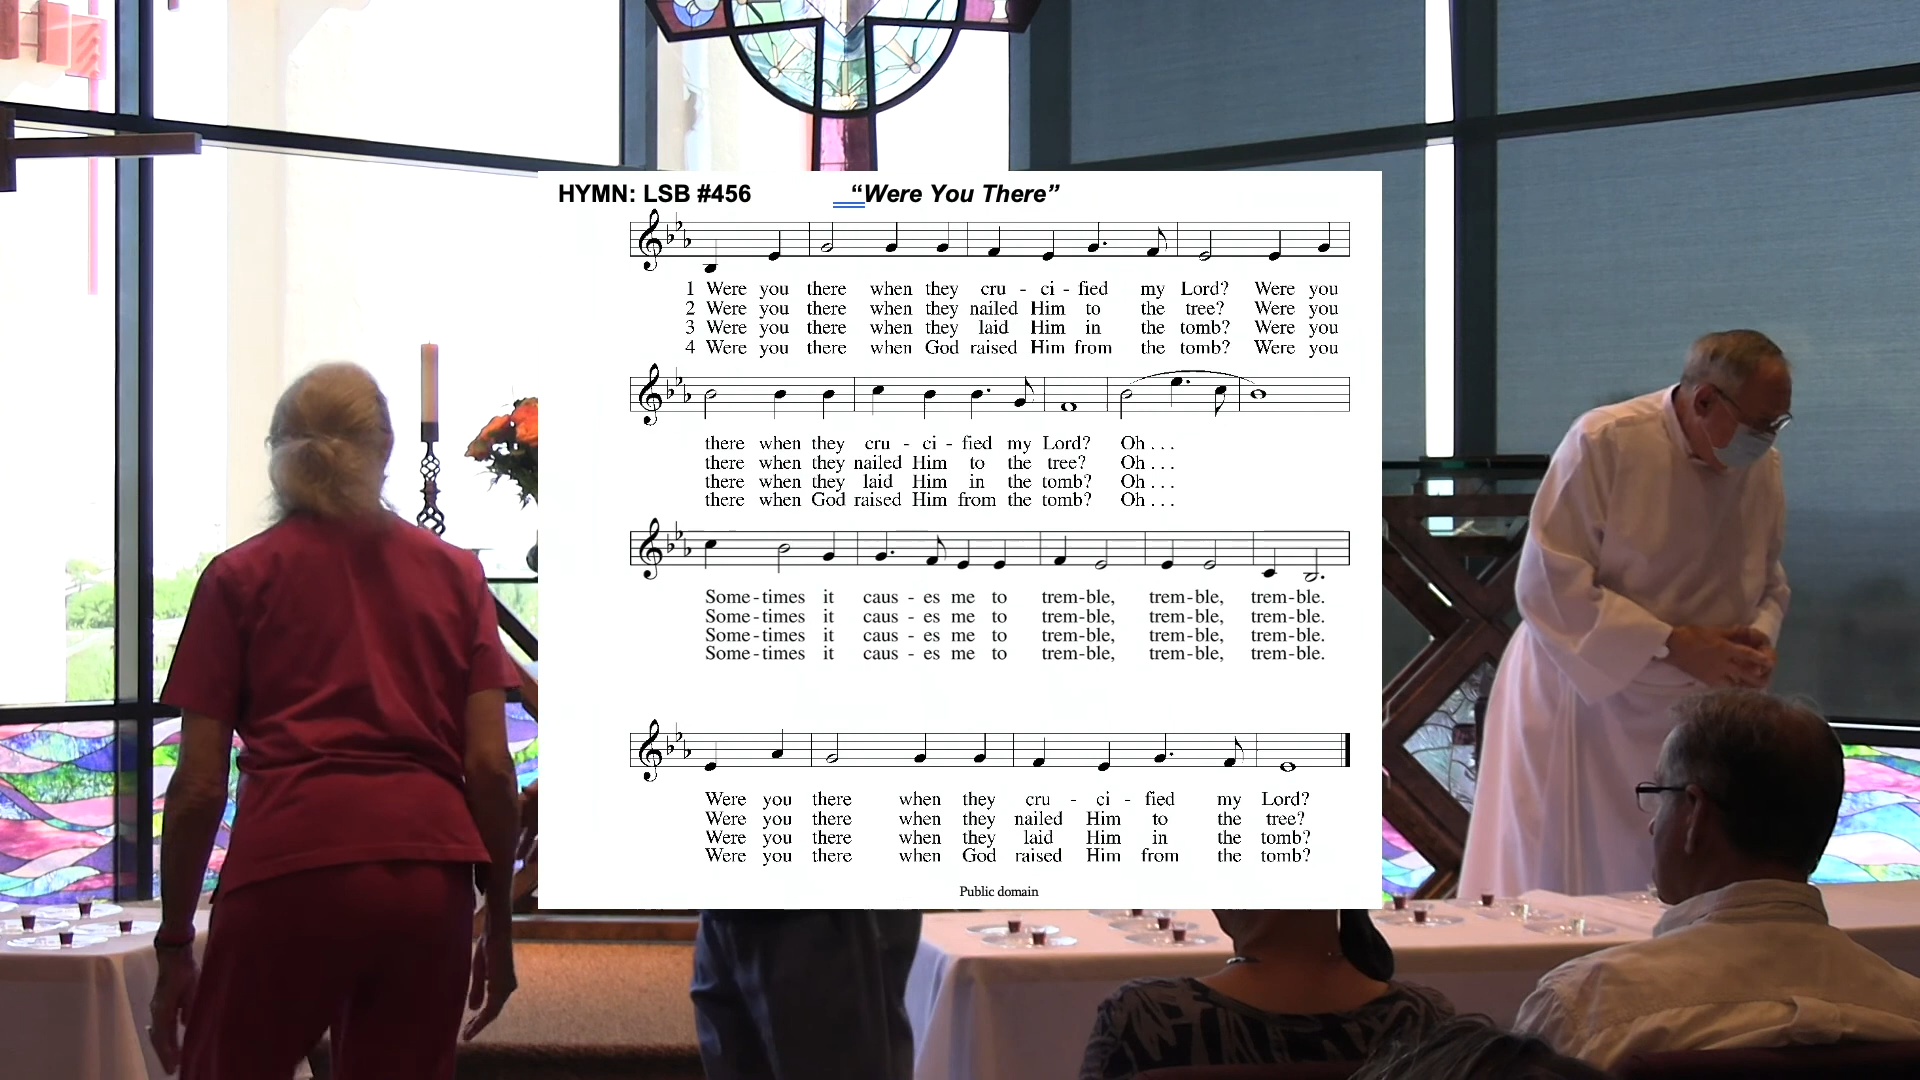 HYMN: LSB #456 “Were You There”
1 Were you there when they cru - ci - fied my Lord? Were you
2 Were you there when they nailed Him to the tree? Were you
3 Were you there when they laid Him in the tomb? Were you
4 Were you there when God raised Him from the tomb? Were you
there when they cru - ci - fied my Lord? Oh . . .
there when they nailed Him to the tree? Oh . . .
there when they laid Him in the tomb? Oh . . .
there when God raised Him from the tomb? Oh . . .
Some - times it caus - es me to trem - ble, trem - ble, trem - ble.
Some - times it caus - es me to trem - ble, trem - ble, trem - ble.
Some - times it caus - es me to trem - ble, trem - ble, trem - ble.
Some - times it caus - es me to trem - ble, trem - ble, trem - ble.
Were you there when they cru - ci - fied my Lord?
Were you there when they nailed Him to the tree?
Were you there when they laid Him in the tomb?
Were you there when God raised Him from the tomb?
Public domain